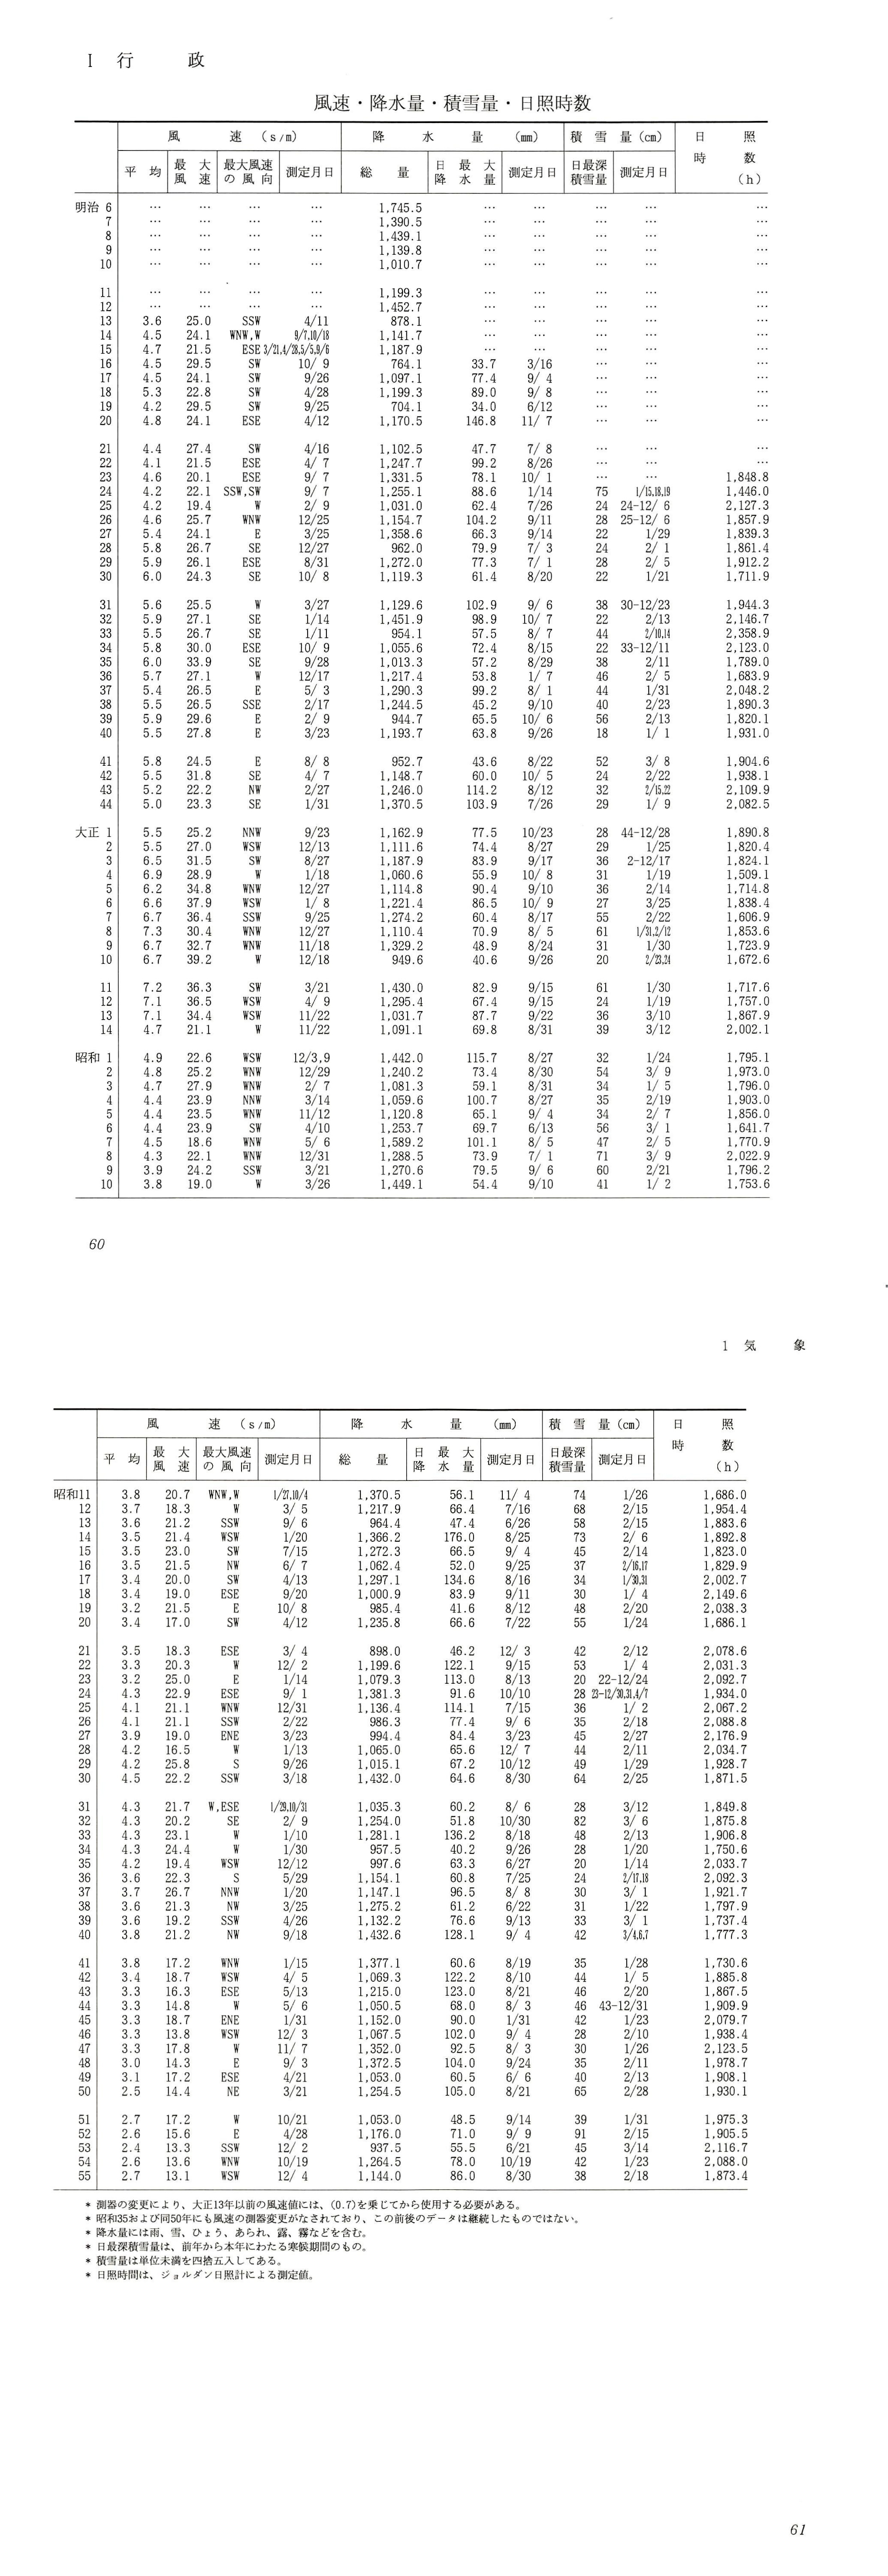 I 行 政
風速・降水量・積雪量・日照時数
風 速 (s/m) 降 水 量 (mm) 積 雪 量 (cm) 日 照
平 均 最 大 風 速 最大風速の風向 測定月日 総 量 日 最 大 降 水 量 測定月日 日最深積雪量 測定月日 時 数 (h)
明治 6 … … … … 1,745.5 … … … … …
7 … … … … 1,390.5 … … … … …
8 … … … … 1,439.1 … … … … …
9 … … … … 1,139.8 … … … … …
10 … … … … 1,010.7 … … … … …
11 … … … … 1,199.3 … … … … …
12 … … … … 1,452.7 … … … … …
13 3.6 25.0 SSW 4/11 878.1 … … … … …
14 4.5 24.1 WNW,W 9/7,10/18 1,141.7 … … … … …
15 4.7 21.5 ESE 3/21,4/28,5/5,9/6 1,187.9 … … … … …
16 4.5 29.5 SW 10/ 9 764.1 33.7 3/16 … … …
17 4.5 24.1 SW 9/26 1,097.1 77.4 9/ 4 … … …
18 5.3 22.8 SW 4/28 1,199.3 89.0 9/ 8 … … …
19 4.2 29.5 SW 9/25 704.1 34.0 6/12 … … …
20 4.8 24.1 ESE 4/12 1,170.5 146.8 11/ 7 … … …
21 4.4 27.4 SW 4/16 1,102.5 47.7 7/ 8 … … …
22 4.1 21.5 ESE 4/ 7 1,247.7 99.2 8/26 … … …
23 4.6 20.1 ESE 9/ 7 1,331.5 78.1 10/ 1 … … 1,848.8
24 4.2 22.1 SSW,SW 9/ 7 1,255.1 88.6 1/14 75 1/15,18,19 1,446.0
25 4.2 19.4 W 2/ 9 1,031.0 62.4 7/26 24 24-12/ 6 2,127.3
26 4.6 25.7 WNW 12/25 1,154.7 104.2 9/11 28 25-12/ 6 1,857.9
27 5.4 24.1 E 3/25 1,358.6 66.3 9/14 22 1/29 1,839.3
28 5.8 26.7 SE 12/27 962.0 79.9 7/ 3 24 2/ 1 1,861.4
29 5.9 26.1 ESE 8/31 1,272.0 77.3 7/ 1 28 2/ 5 1,912.2
30 6.0 24.3 SE 10/ 8 1,119.3 61.4 8/20 22 1/21 1,711.9
31 5.6 25.5 W 3/27 1,129.6 102.9 9/ 6 38 30-12/23 1,944.3
32 5.9 27.1 SE 1/14 1,451.9 98.9 10/ 7 22 2/13 2,146.7
33 5.5 26.7 SE 1/11 954.1 57.5 8/ 7 44 2/10,14 2,358.9
34 5.8 30.0 ESE 10/ 9 1,055.6 72.4 8/15 22 33-12/11 2,123.0
35 6.0 33.9 SE 9/28 1,013.3 57.2 8/29 38 2/11 1,789.0
36 5.7 27.1 W 12/17 1,217.4 53.8 1/ 7 46 2/ 5 1,683.9
37 5.4 26.5 E 5/ 3 1,290.3 99.2 8/ 1 44 1/31 2,048.2
38 5.5 26.5 SSE 2/17 1,244.5 45.2 9/10 40 2/23 1,890.3
39 5.9 29.6 E 2/ 9 944.7 65.5 10/ 6 56 2/13 1,820.1
40 5.5 27.8 E 3/23 1,193.7 63.8 9/26 18 1/ 1 1,931.0
41 5.8 24.5 E 8/ 8 952.7 43.6 8/22 52 3/ 8 1,904.6
42 5.5 31.8 SE 4/ 7 1,148.7 60.0 10/ 5 24 2/22 1,938.1
43 5.2 22.2 NW 2/27 1,246.0 114.2 8/12 32 2/15,22 2,109.9
44 5.0 23.3 SE 1/31 1,370.5 103.9 7/26 29 1/ 9 2,082.5
大正 1 5.5 25.2 NNW 9/23 1,162.9 77.5 10/23 28 44-12/28 1,890.8
2 5.5 27.0 WSW 12/13 1,111.6 74.4 8/27 29 1/25 1,820.4
3 6.5 31.5 SW 8/27 1,187.9 83.9 9/17 36 2-12/17 1,824.1
4 6.9 28.9 W 1/18 1,060.6 55.9 10/ 8 31 1/19 1,509.1
5 6.2 34.8 WNW 12/27 1,114.8 90.4 9/10 36 2/14 1,714.8
6 6.6 37.9 WSW 1/ 8 1,221.4 86.5 10/ 9 27 3/25 1,838.4
7 6.7 36.4 SSW 9/25 1,274.2 60.4 8/17 55 2/22 1,606.9
8 7.3 30.4 WNW 12/27 1,110.4 70.9 8/ 5 61 1/31,2/12 1,853.6
9 6.7 32.7 WNW 11/18 1,329.2 48.9 8/24 31 1/30 1,723.9
10 6.7 39.2 W 12/18 949.6 40.6 9/26 20 2/23,24 1,672.6
11 7.2 36.3 SW 3/21 1,430.0 82.9 9/15 61 1/30 1,717.6
12 7.1 36.5 WSW 4/ 9 1,295.4 67.4 9/15 24 1/19 1,757.0
13 7.1 34.4 WSW 11/22 1,031.7 87.7 9/22 36 3/10 1,867.9
14 4.7 21.1 W 11/22 1,091.1 69.8 8/31 39 3/12 2,002.1
昭和 1 4.9 22.6 WSW 12/3,9 1,442.0 115.7 8/27 32 1/24 1,795.1
2 4.8 25.2 WNW 12/29 1,240.2 73.4 8/30 54 3/ 9 1,973.0
3 4.7 27.9 WNW 2/ 7 1,081.3 59.1 8/31 34 1/ 5 1,796.0
4 4.4 23.9 NNW 3/14 1,059.6 100.7 8/27 35 2/19 1,903.0
5 4.4 23.5 WNW 11/12 1,120.8 65.1 9/ 4 34 2/ 7 1,856.0
6 4.4 23.9 SW 4/10 1,253.7 69.7 6/13 56 3/ 1 1,641.7
7 4.5 18.6 WNW 5/ 6 1,589.2 101.1 8/ 5 47 2/ 5 1,770.9
8 4.3 22.1 WNW 12/31 1,288.5 73.9 7/ 1 71 3/ 9 2,022.9
9 3.9 24.2 SSW 3/21 1,270.6 79.5 9/ 6 60 2/21 1,796.2
10 3.8 19.0 W 3/26 1,449.1 54.4 9/10 41 1/ 2 1,753.6
60
1 気 象
風 速 (s/m) 降 水 量 (mm) 積 雪 量 (cm) 日 照
平 均 最 大 風 速 最大風速の風向 測定月日 総 量 日 最 大 降 水 量 測定月日 日最深積雪量 測定月日 時 数 (h)
昭和11 3.8 20.7 WNW,W 1/27,10/4 1,370.5 56.1 11/ 4 74 1/26 1,686.0
12 3.7 18.3 W 3/ 5 1,217.9 66.4 7/16 68 2/15 1,954.4
13 3.6 21.2 SSW 9/ 6 964.4 47.4 6/26 58 2/15 1,883.6
14 3.5 21.4 WSW 1/20 1,366.2 176.0 8/25 73 2/ 6 1,892.8
15 3.5 23.0 SW 7/15 1,272.3 66.5 9/ 4 45 2/14 1,823.0
16 3.5 21.5 NW 6/ 7 1,062.4 52.0 9/25 37 2/16,17 1,829.9
17 3.4 20.0 SW 4/13 1,297.1 134.6 8/16 34 1/30,31 2,002.7
18 3.4 19.0 ESE 9/20 1,000.9 83.9 9/11 30 1/ 4 2,149.6
19 3.2 21.5 E 10/ 8 985.4 41.6 8/12 48 2/20 2,038.3
20 3.4 17.0 SW 4/12 1,235.8 66.6 7/22 55 1/24 1,686.1
21 3.5 18.3 ESE 3/ 4 898.0 46.2 12/ 3 42 2/12 2,078.6
22 3.3 20.3 W 12/ 2 1,199.6 122.1 9/15 53 1/ 4 2,031.3
23 3.2 25.0 E 1/14 1,079.3 113.0 8/13 20 22-12/24 2,092.7
24 4.3 22.9 ESE 9/ 1 1,381.3 91.6 10/10 28 23-12/30,31,4/7 1,934.0
25 4.1 21.1 WNW 12/31 1,136.4 114.1 7/15 36 1/ 2 2,067.2
26 4.1 21.1 SSW 2/22 986.3 77.4 9/ 6 35 2/18 2,088.8
27 3.9 19.0 ENE 3/23 994.4 84.4 3/23 45 2/27 2,176.9
28 4.2 16.5 W 1/13 1,065.0 65.6 12/ 7 44 2/11 2,034.7
29 4.2 25.8 S 9/26 1,015.1 67.2 10/12 49 1/29 1,928.7
30 4.5 22.2 SSW 3/18 1,432.0 64.6 8/30 64 2/25 1,871.5
31 4.3 21.7 W,ESE 1/29,10/31 1,035.3 60.2 8/ 6 28 3/12 1,849.8
32 4.3 20.2 SE 2/ 9 1,254.0 51.8 10/30 82 3/ 6 1,875.8
33 4.3 23.1 W 1/10 1,281.1 136.2 8/18 48 2/13 1,906.8
34 4.3 24.4 W 1/30 957.5 40.2 9/26 28 1/20 1,750.6
35 4.2 19.4 WSW 12/12 997.6 63.3 6/27 20 1/14 2,033.7
36 3.6 22.3 S 5/29 1,154.1 60.8 7/25 24 2/17,18 2,092.3
37 3.7 26.7 NNW 1/20 1,147.1 96.5 8/ 8 30 3/ 1 1,921.7
38 3.6 21.3 NW 3/25 1,275.2 61.2 6/22 31 1/22 1,797.9
39 3.6 19.2 SSW 4/26 1,132.2 76.6 9/13 33 3/ 1 1,737.4
40 3.8 21.2 NW 9/18 1,432.6 128.1 9/ 4 42 3/4,6,7 1,777.3
41 3.8 17.2 WNW 1/15 1,377.1 60.6 8/19 35 1/28 1,730.6
42 3.4 18.7 WSW 4/ 5 1,069.3 122.2 8/10 44 1/ 5 1,885.8
43 3.3 16.3 ESE 5/13 1,215.0 123.0 8/21 46 2/20 1,867.5
44 3.3 14.8 W 5/ 6 1,050.5 68.0 8/ 3 46 43-12/31 1,909.9
45 3.3 18.7 ENE 1/31 1,152.0 90.0 1/31 42 1/23 2,079.7
46 3.3 13.8 WSW 12/ 3 1,067.5 102.0 9/ 4 28 2/10 1,938.4
47 3.3 17.8 W 11/ 7 1,352.0 92.5 8/ 3 30 1/26 2,123.5
48 3.0 14.3 E 9/ 3 1,372.5 104.0 9/24 35 2/11 1,978.7
49 3.1 17.2 ESE 4/21 1,053.0 60.5 6/ 6 40 2/13 1,908.1
50 2.5 14.4 NE 3/21 1,254.5 105.0 8/21 65 2/28 1,930.1
51 2.7 17.2 W 10/21 1,053.0 48.5 9/14 39 1/31 1,975.3
52 2.6 15.6 E 4/28 1,176.0 71.0 9/ 9 91 2/15 1,905.5
53 2.4 13.3 SSW 12/ 2 937.5 55.5 6/21 45 3/14 2,116.7
54 2.6 13.6 WNW 10/19 1,264.5 78.0 10/19 42 1/23 2,088.0
55 2.7 13.1 WSW 12/ 4 1,144.0 86.0 8/30 38 2/18 1,873.4
* 測器の変更により、大正13年以前の風速値には、(0.7)を乗じてから使用する必要がある。
* 昭和35および同50年にも風速の測器変更がなされており、この前後のデータは継続したものではない。
* 降水量には雨、雪、ひょう、あられ、露、霧などを含む。
* 日最深積雪量は、前年から本年にわたる寒候期間のもの。
* 積雪量は単位未満を四捨五入してある。
* 日照時間は、ジョルダン日照計による測定値。
61